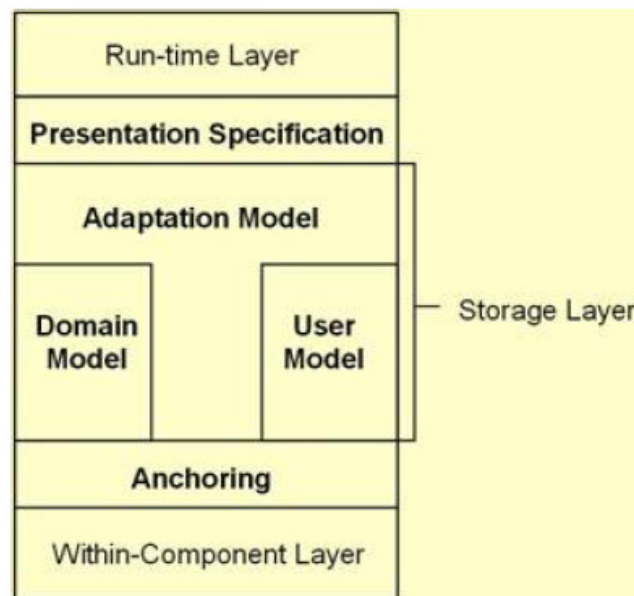 Run-time Layer
Presentation Specification
Adaptation Model
Domain
Model
User
Model
Storage Layer
Anchoring
Within-Component Layer